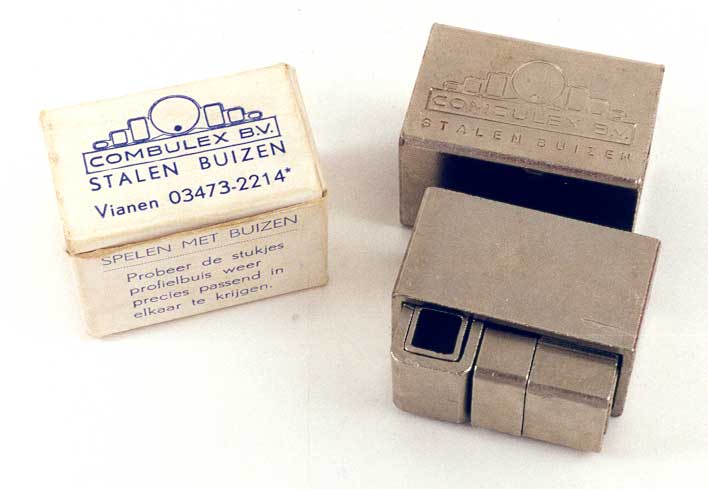 COMBULEX B.V.
STALEN BUIZEN
Vianen 03473-2214*
SPELEN MET BUIZEN
Probeer de stukjes
profielbuis weer
precies passend in
elkaar te krijgen.
COMBULEX B.V.
STALEN BUIZEN